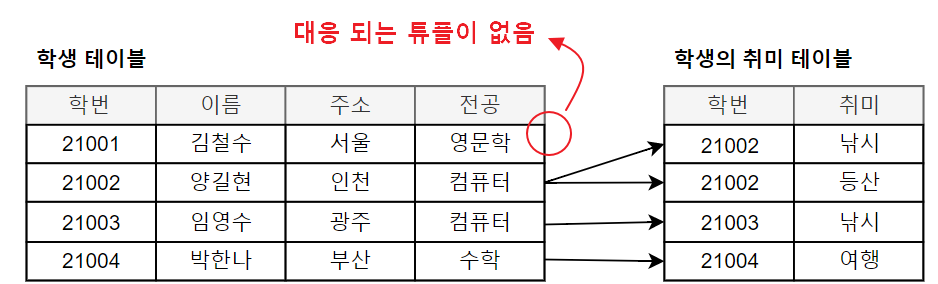 대응 되는 튜플이 없음
학생 테이블
학생의 취미 테이블
학번 이름 주소 전공
21001 김철수 서울 영문학
21002 양길현 인천 컴퓨터
21003 임영수 광주 컴퓨터
21004 박한나 부산 수학
학번 취미
21002 낚시
21002 등산
21003 낚시
21004 여행